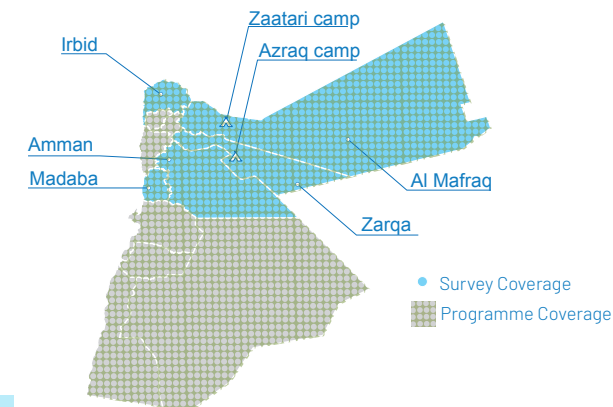 Zaatari camp
Irbid
Azraq camp
Amman
Madaba
Al Mafraq
Zarqa
Survey Coverage
Programme Coverage